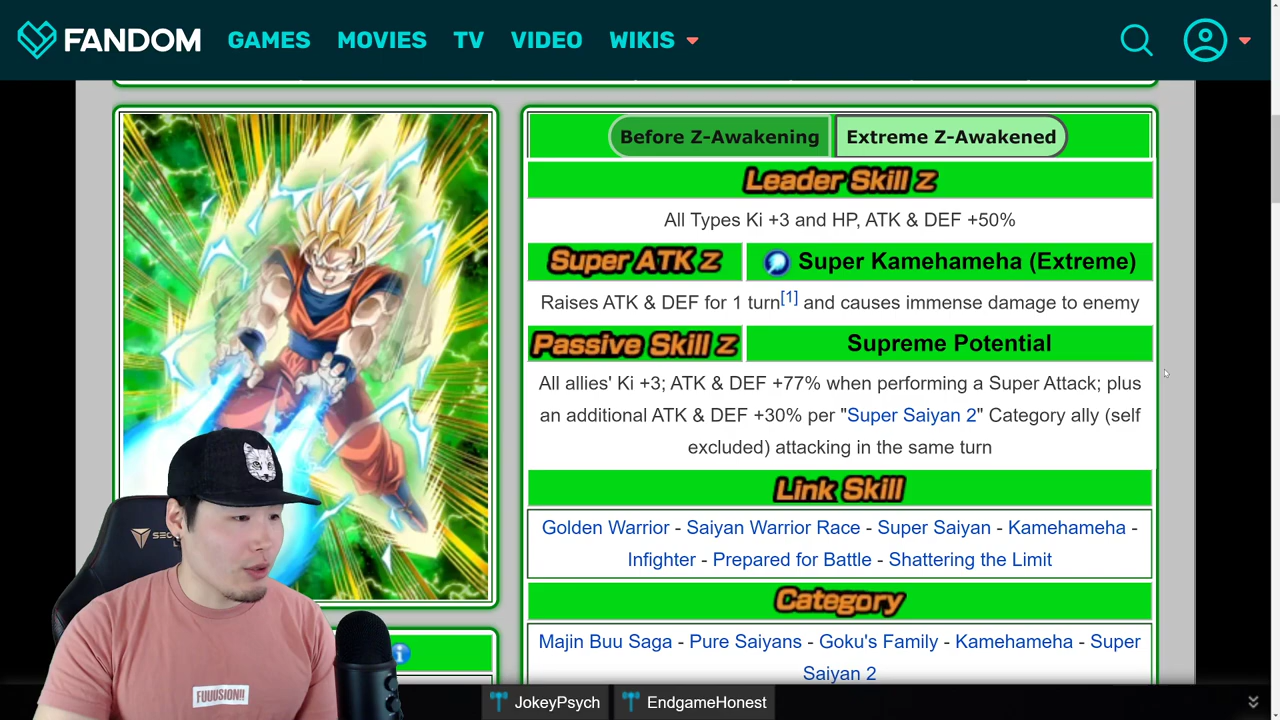 FANDOM GAMES MOVIES TV VIDEO WIKIS
Before Z-Awakening Extreme Z-Awakened
Leader Skill Z
All Types Ki +3 and HP, ATK & DEF +50%
Super ATK Z Super Kamehameha (Extreme)
Raises ATK & DEF for 1 turn[1] and causes immense damage to enemy
Passive Skill Z Supreme Potential
All allies' Ki +3; ATK & DEF +77% when performing a Super Attack; plus
an additional ATK & DEF +30% per "Super Saiyan 2" Category ally (self
excluded) attacking in the same turn
Link Skill
Golden Warrior - Saiyan Warrior Race - Super Saiyan - Kamehameha -
Infighter - Prepared for Battle - Shattering the Limit
Category
Majin Buu Saga - Pure Saiyans - Goku's Family - Kamehameha - Super
Saiyan 2
FUUUSION!!
JokeyPsych EndgameHonest